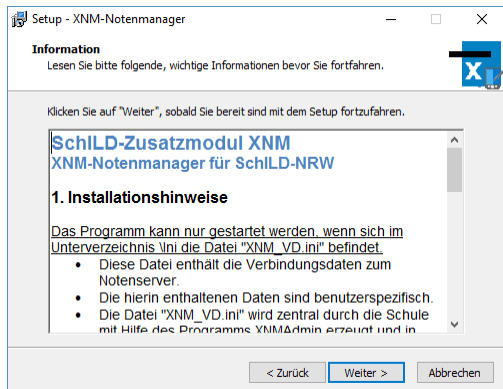 Setup - XNM-Notenmanager
Information
Lesen Sie bitte folgende, wichtige Informationen bevor Sie fortfahren.
X
Klicken Sie auf "Weiter", sobald Sie bereit sind mit dem Setup fortzufahren.
SchILD-Zusatzmodul XNM
XNM-Notenmanager für SchILD-NRW
1. Installationshinweise
Das Programm kann nur gestartet werden, wenn sich im
Unterverzeichnis \Ini die Datei "XNM_VD.ini" befindet.
• Diese Datei enthält die Verbindungsdaten zum
Notenserver.
• Die hierin enthaltenen Daten sind benutzerspezifisch.
• Die Datei "XNM_VD.ini" wird zentral durch die Schule
mit Hilfe des Programms XNMAdmin erzeugt und in
< Zurück
Weiter >
Abbrechen